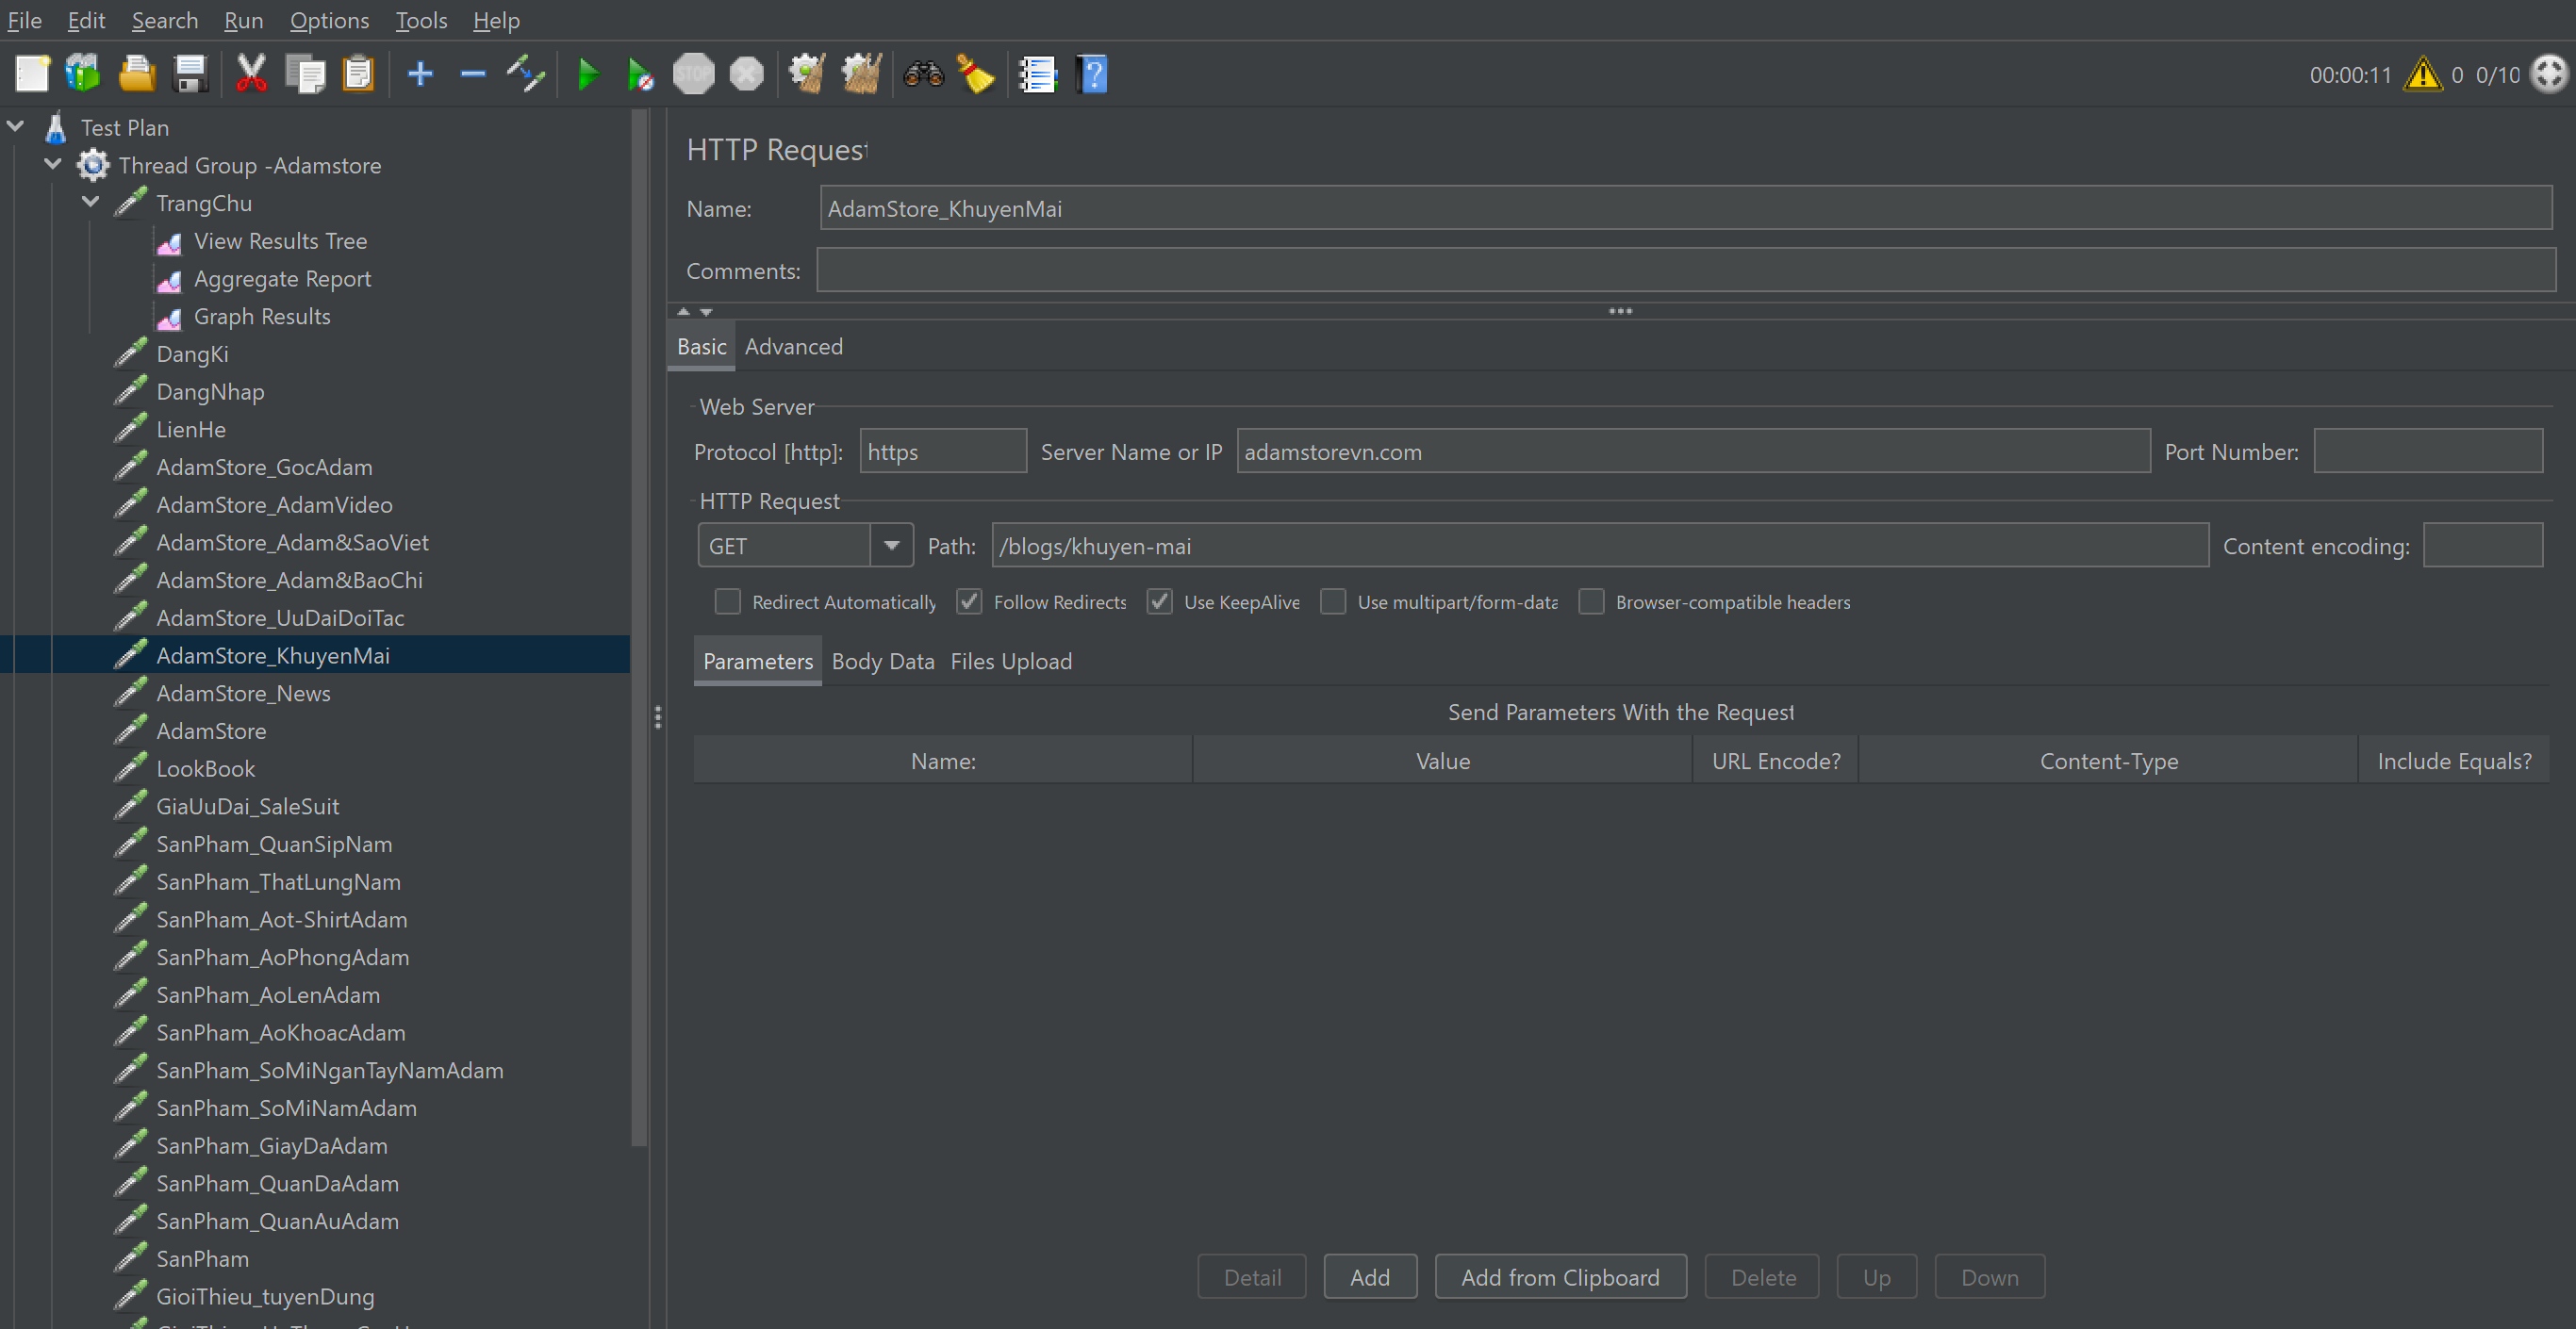 File Edit Search Run Options Tools Help
STOP
00:00:11 0 0/10
Test Plan
Thread Group -Adamstore
TrangChu
View Results Tree
Aggregate Report
Graph Results
DangKi
DangNhap
LienHe
AdamStore_GocAdam
AdamStore_AdamVideo
AdamStore_Adam&SaoViet
AdamStore_Adam&BaoChi
AdamStore_UuDaiDoiTac
AdamStore_KhuyenMai
AdamStore_News
AdamStore
LookBook
GiaUuDai_SaleSuit
SanPham_QuanSipNam
SanPham_ThatLungNam
SanPham_Aot-ShirtAdam
SanPham_AoPhongAdam
SanPham_AoLenAdam
SanPham_AoKhoacAdam
SanPham_SoMiNganTayNamAdam
SanPham_SoMiNamAdam
SanPham_GiayDaAdam
SanPham_QuanDaAdam
SanPham_QuanAuAdam
SanPham
GioiThieu_tuyenDung
HTTP Request
Name: AdamStore_KhuyenMai
Comments:
Basic Advanced
Web Server
Protocol [http]: https Server Name or IP adamstorevn.com Port Number:
HTTP Request
GET Path: /blogs/khuyen-mai Content encoding:
Redirect Automatically Follow Redirects Use KeepAlive Use multipart/form-data Browser-compatible headers
Parameters Body Data Files Upload
Send Parameters With the Request
Name: Value URL Encode? Content-Type Include Equals?
Detail Add Add from Clipboard Delete Up Down